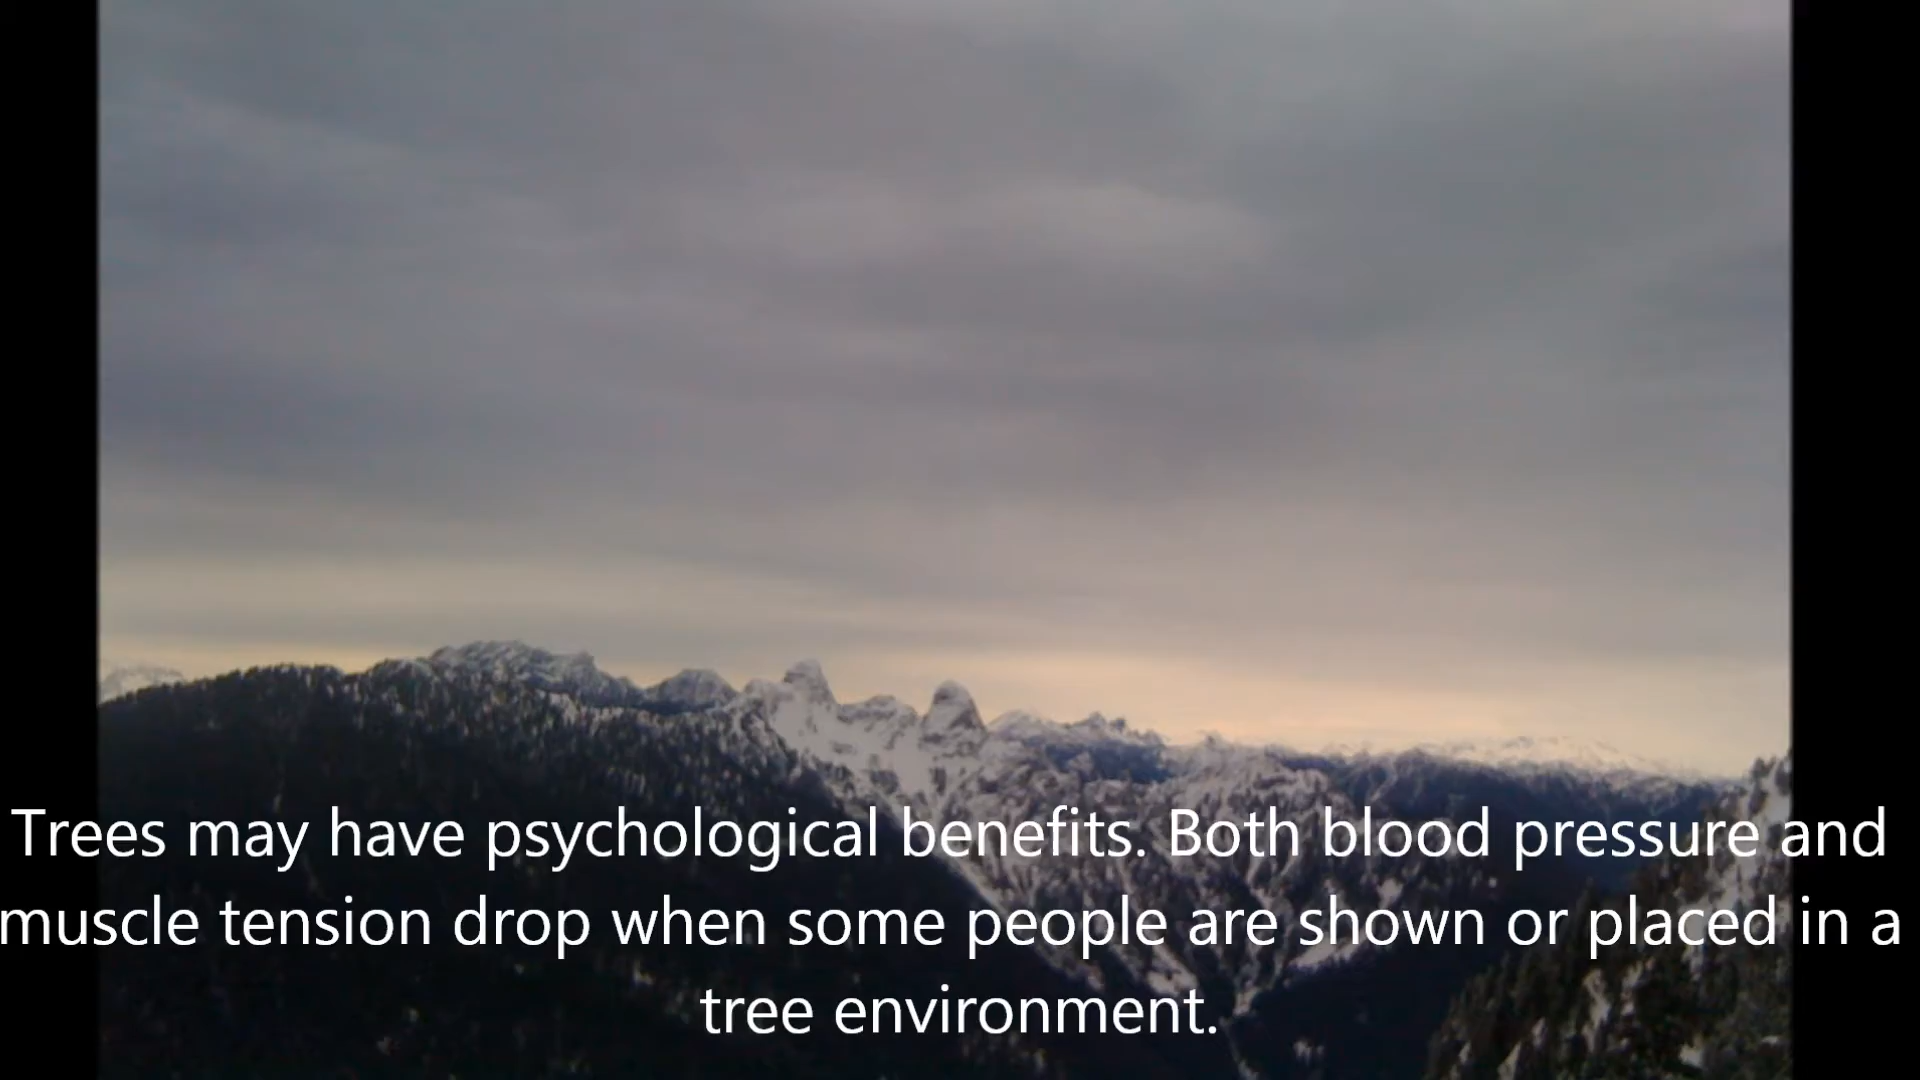 Trees may have psychological benefits. Both blood pressure and
muscle tension drop when some people are shown or placed in a
tree environment.